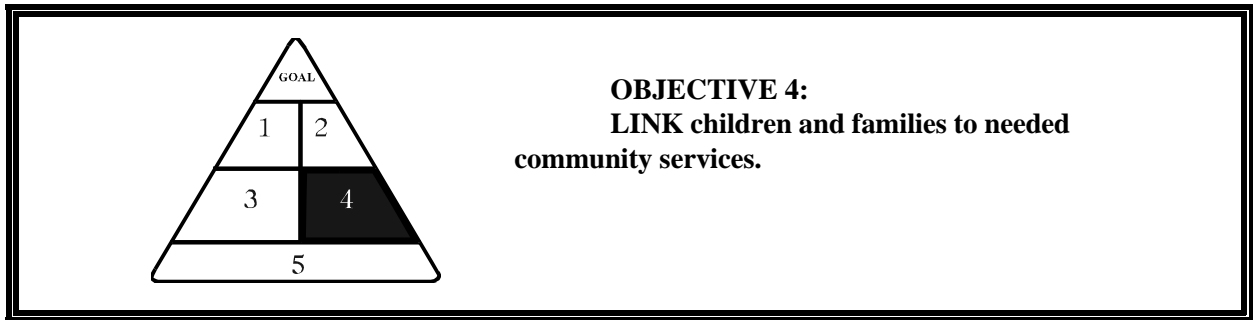 GOAL
1 2
3 4
5
OBJECTIVE 4:
LINK children and families to needed
community services.